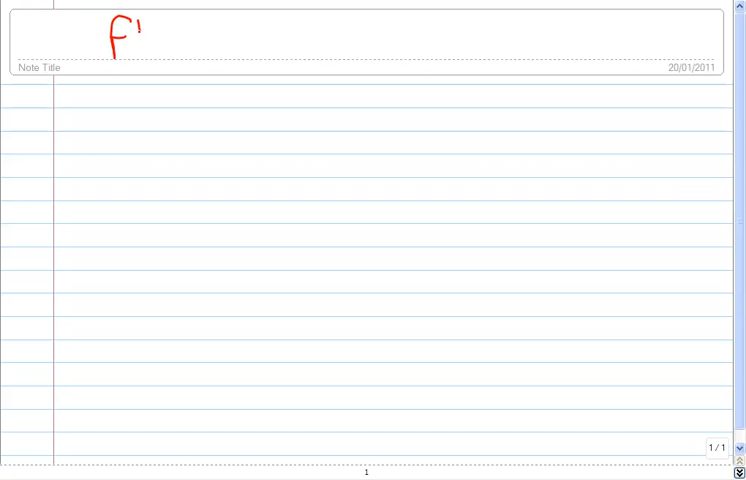 F'
Note Title
20/01/2011
1 / 1
1